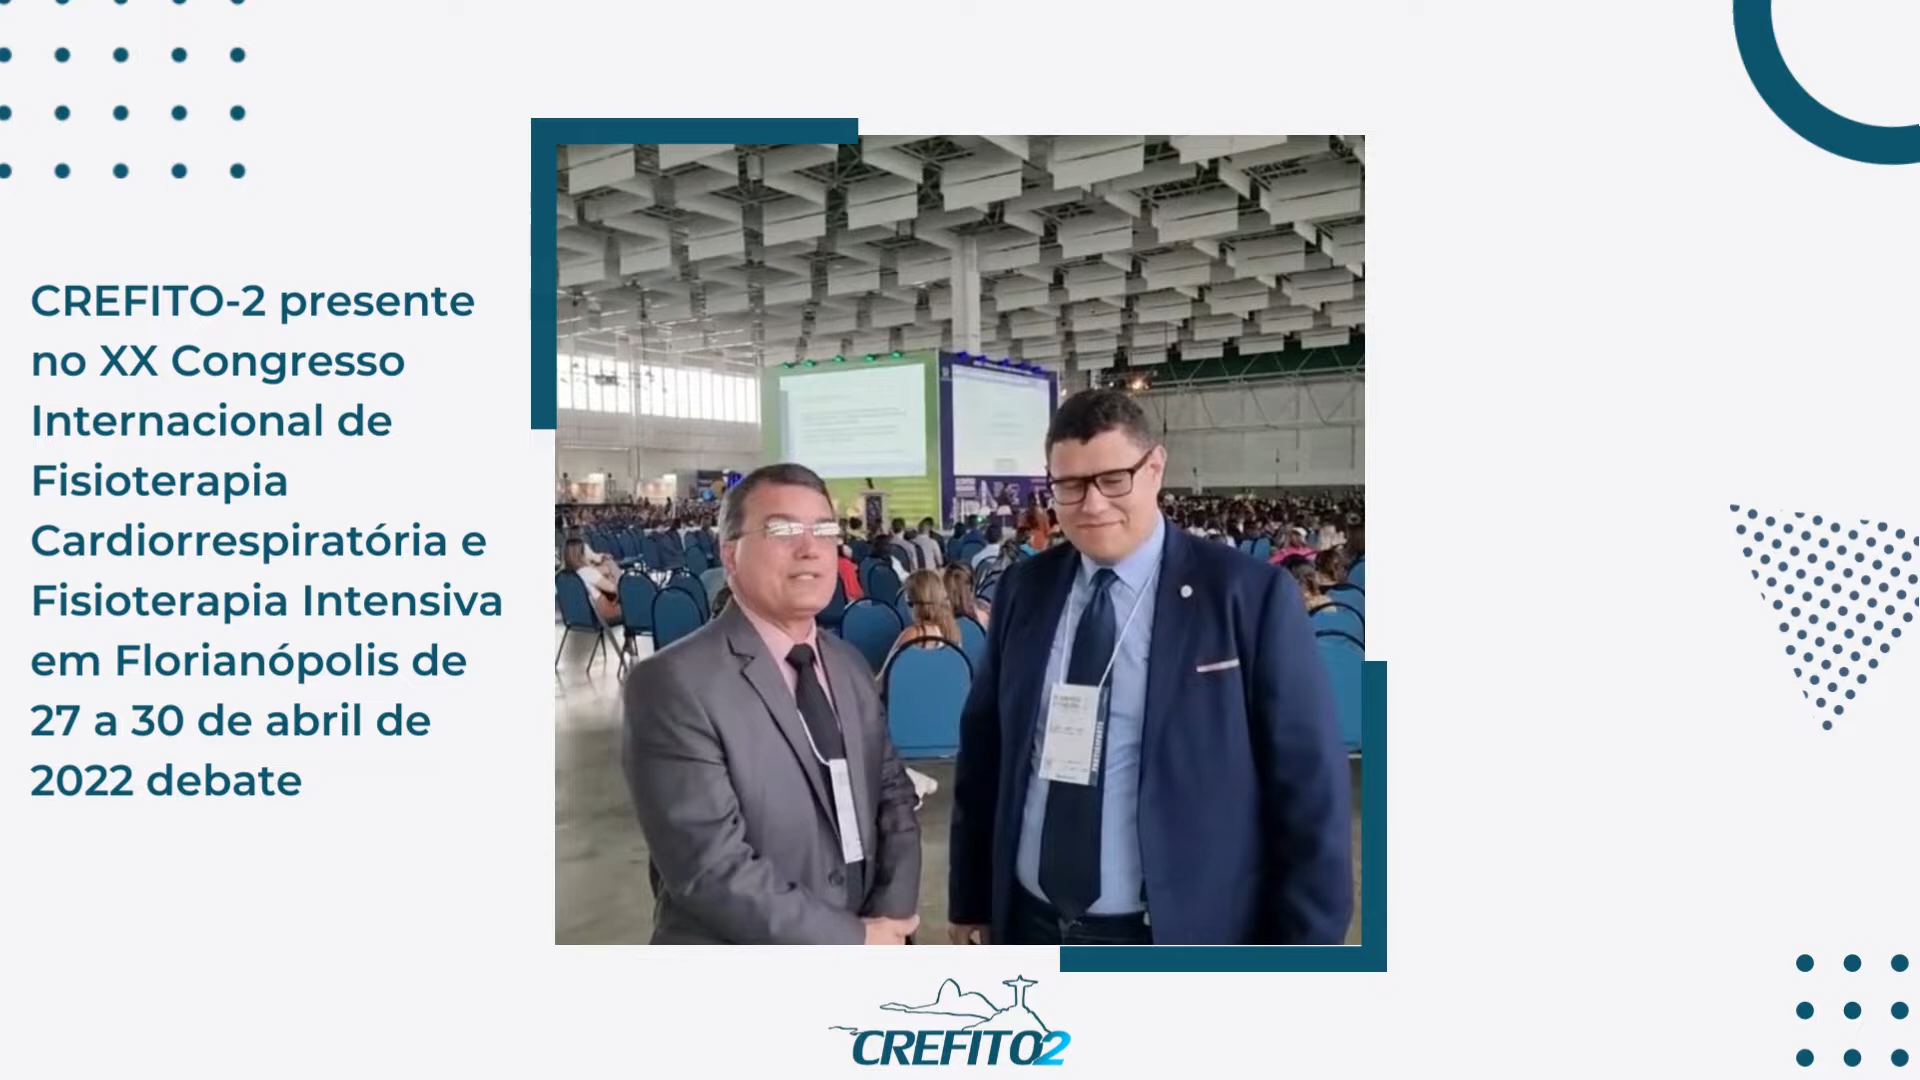 CREFITO-2 presente
no XX Congresso
Internacional de
Fisioterapia
Cardiorrespiratória e
Fisioterapia Intensiva
em Florianópolis de
27 a 30 de abril de
2022 debate
CREFITO2